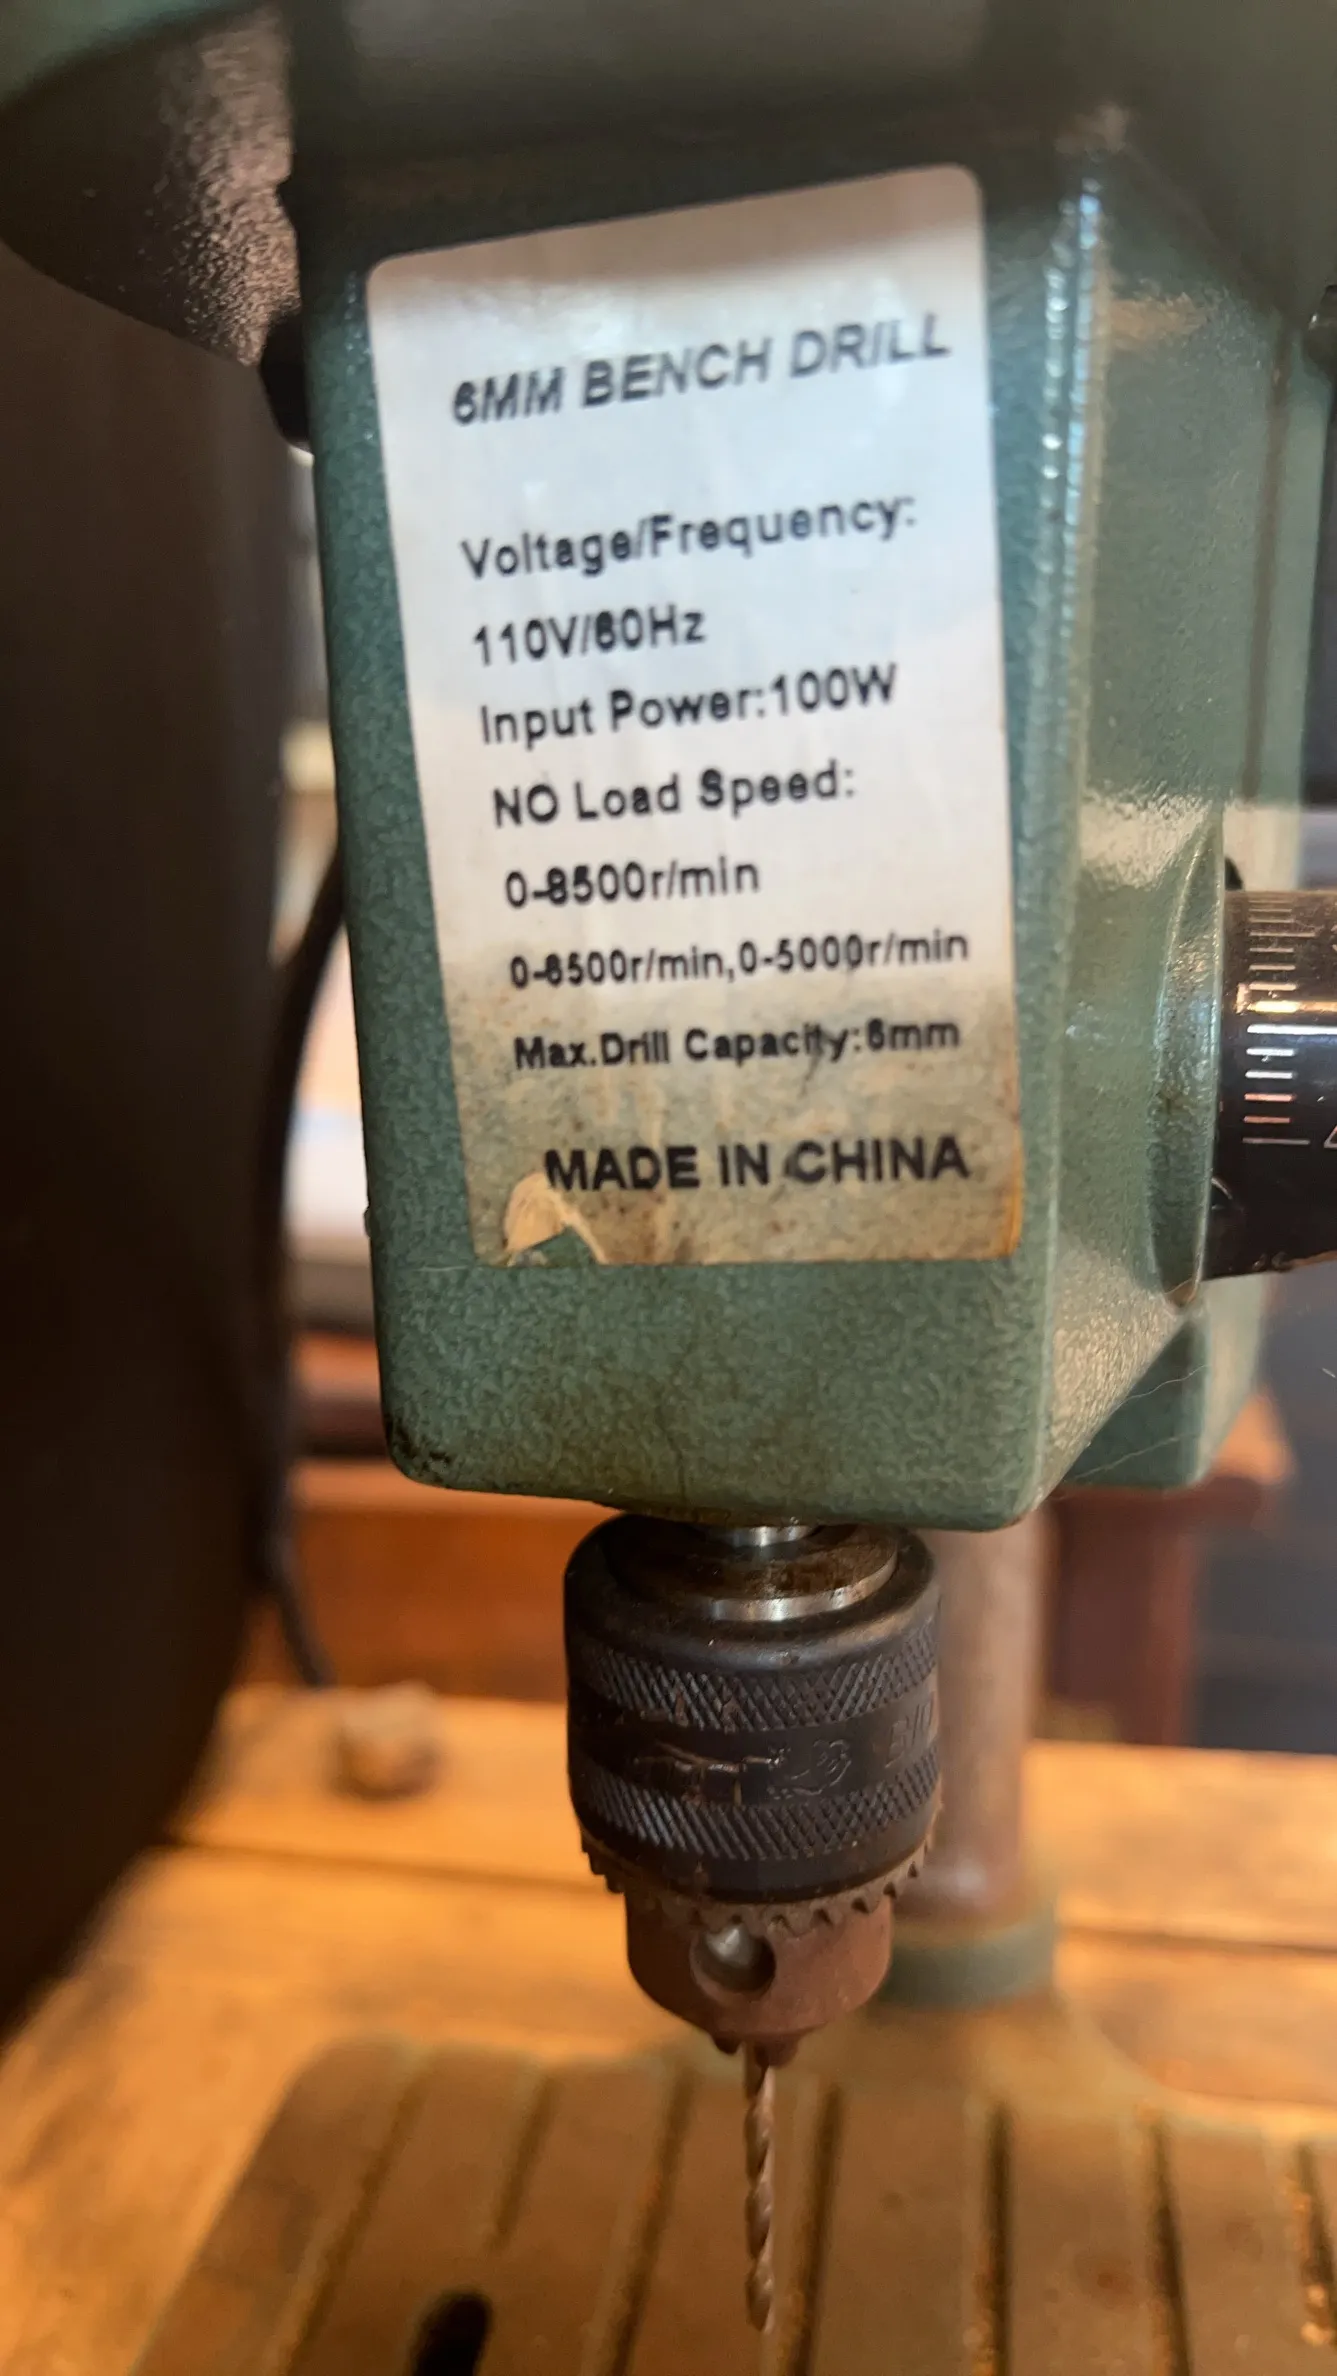 6MM BENCH DRILL
Voltage/Frequency:
110V/60Hz
Input Power:100W
NO Load Speed:
0-8500r/min
0-6500r/min,0-5000r/min
Max.Drill Capacity:6mm
MADE IN CHINA